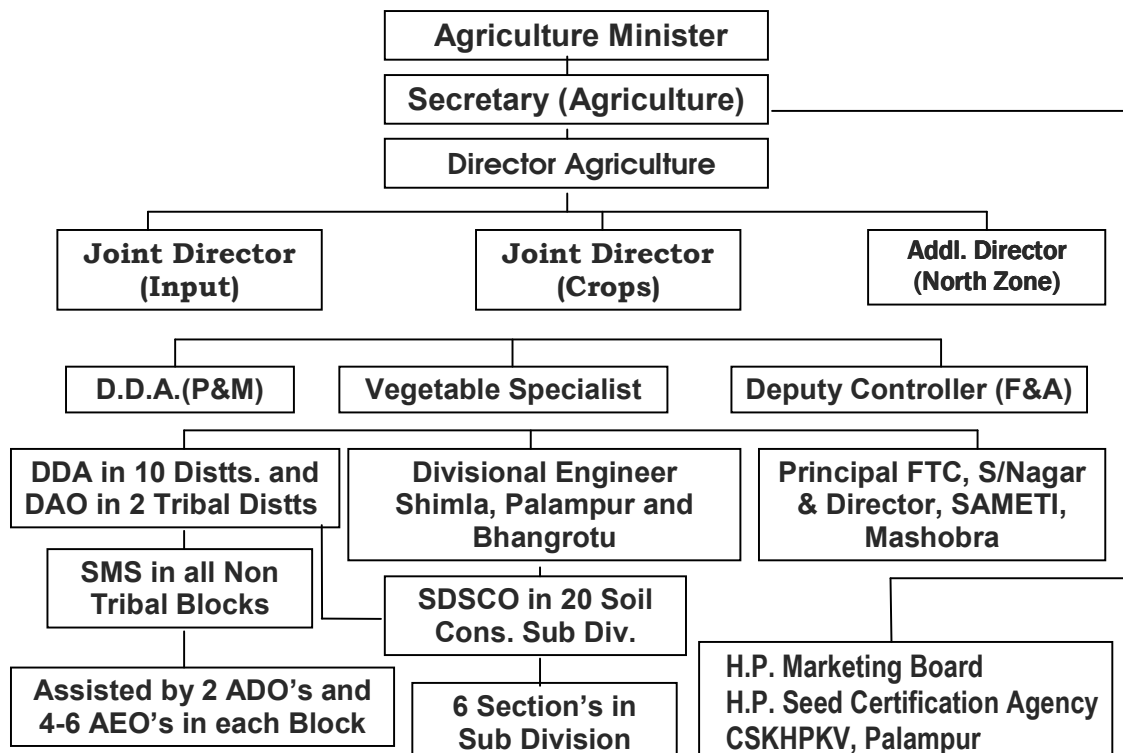 Agriculture Minister
Secretary (Agriculture)
Director Agriculture
Joint Director
(Input)
Joint Director
(Crops)
Addl. Director
(North Zone)
D.D.A.(P&M)
Vegetable Specialist
Deputy Controller (F&A)
DDA in 10 Distts. and
DAO in 2 Tribal Distts
Divisional Engineer
Shimla, Palampur and
Bhangrotu
Principal FTC, S/Nagar
& Director, SAMETI,
Mashobra
SMS in all Non
Tribal Blocks
SDSCO in 20 Soil
Cons. Sub Div.
Assisted by 2 ADO's and
4-6 AEO's in each Block
6 Section's in
Sub Division
H.P. Marketing Board
H.P. Seed Certification Agency
CSKHPKV, Palampur